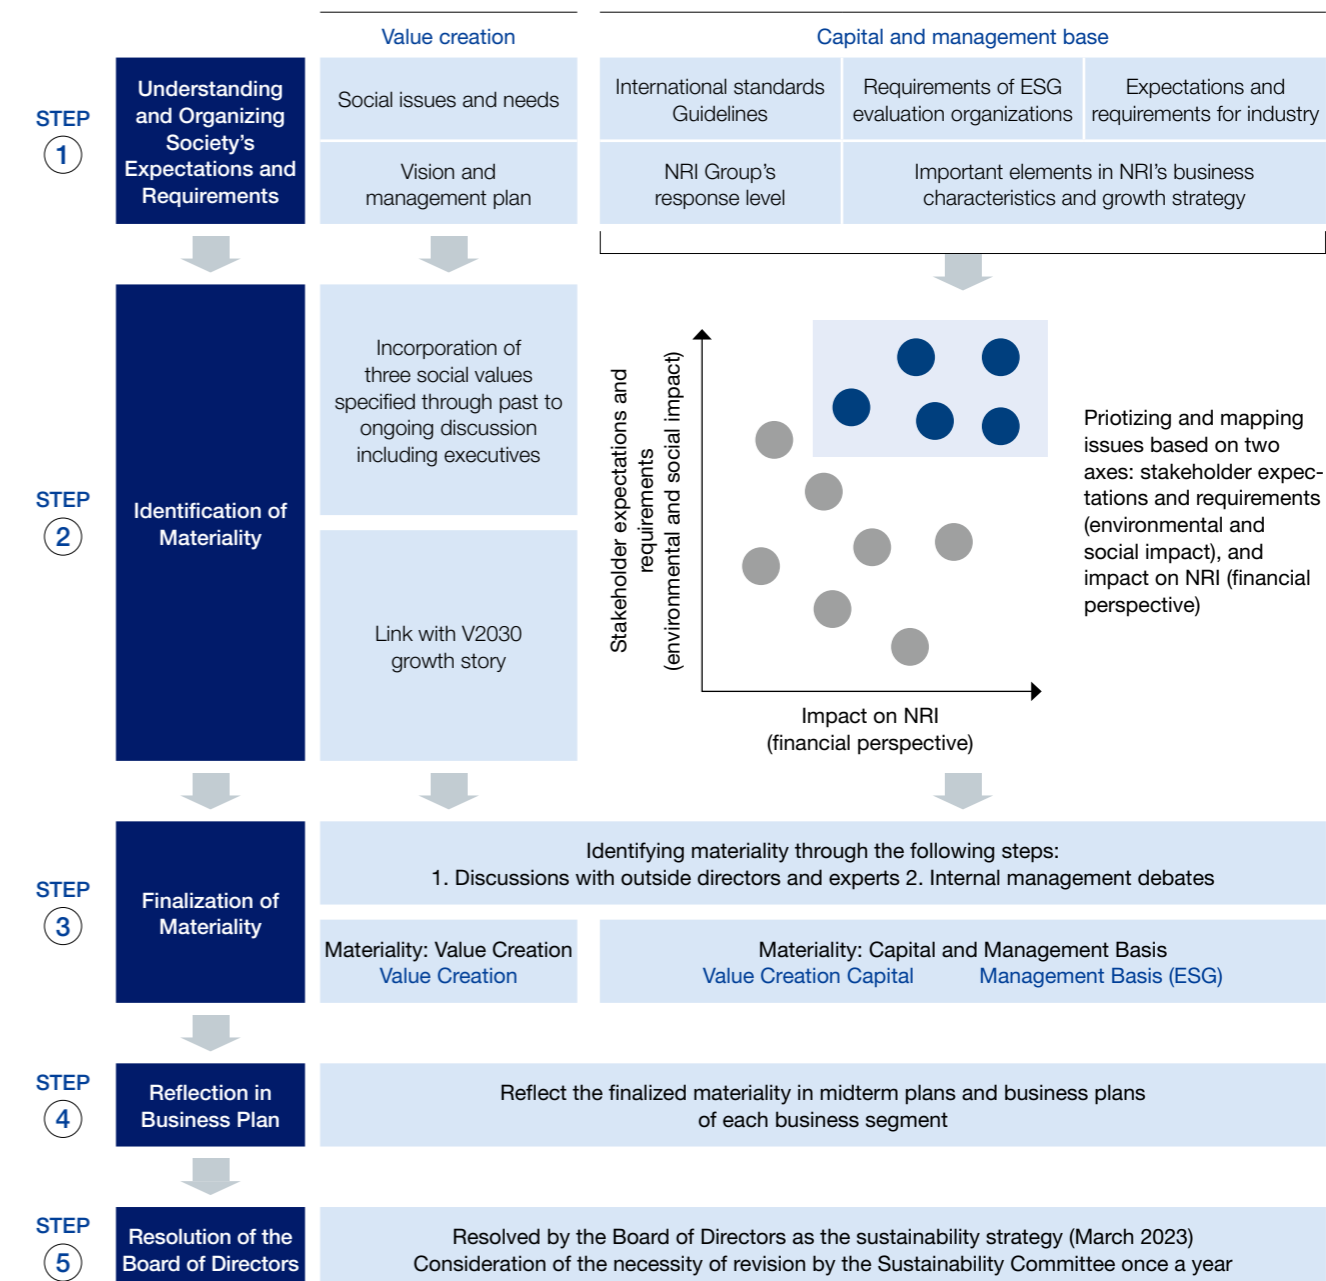 Value creation
Capital and management base
STEP
1
Understanding
and Organizing
Society's
Expectations and
Requirements
Social issues and needs
Vision and
management plan
International standards
Guidelines
Requirements of ESG
evaluation organizations
Expectations and
requirements for industry
NRI Group's
response level
Important elements in NRI's business
characteristics and growth strategy
STEP
2
Identification of
Materiality
Incorporation of
three social values
specified through past to
ongoing discussion
including executives
Link with V2030
growth story
Stakeholder expectations and
requirements
(environmental and social impact)
Impact on NRI
(financial perspective)
Priotizing and mapping
issues based on two
axes: stakeholder expec-
tations and requirements
(environmental and
social impact), and
impact on NRI (financial
perspective)
STEP
3
Finalization of
Materiality
Identifying materiality through the following steps:
1. Discussions with outside directors and experts 2. Internal management debates
Materiality: Value Creation
Value Creation
Materiality: Capital and Management Basis
Value Creation Capital Management Basis (ESG)
STEP
4
Reflection in
Business Plan
Reflect the finalized materiality in midterm plans and business plans
of each business segment
STEP
5
Resolution of the
Board of Directors
Resolved by the Board of Directors as the sustainability strategy (March 2023)
Consideration of the necessity of revision by the Sustainability Committee once a year